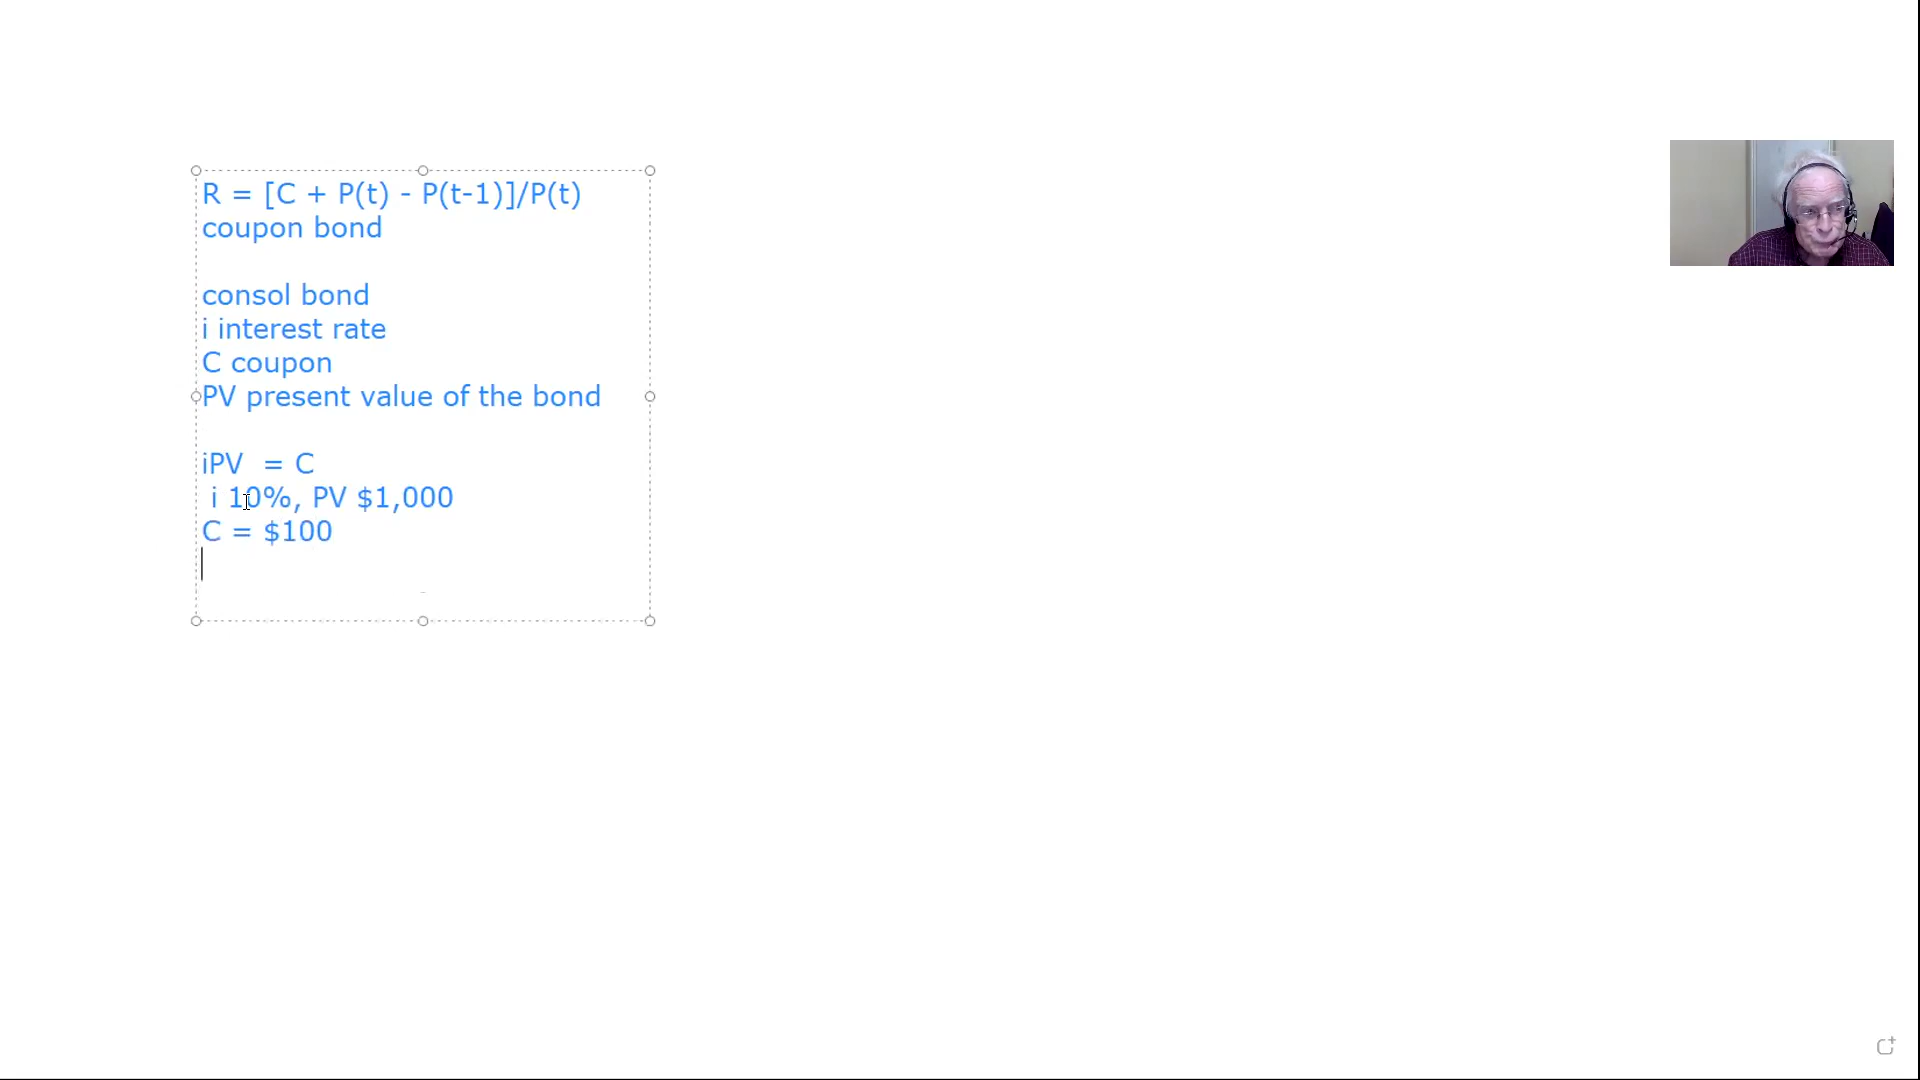 R = [C + P(t) - P(t-1)]/P(t)
coupon bond
consol bond
i interest rate
C coupon
PV present value of the bond
iPV  = C
i 10%, PV $1,000
C = $100